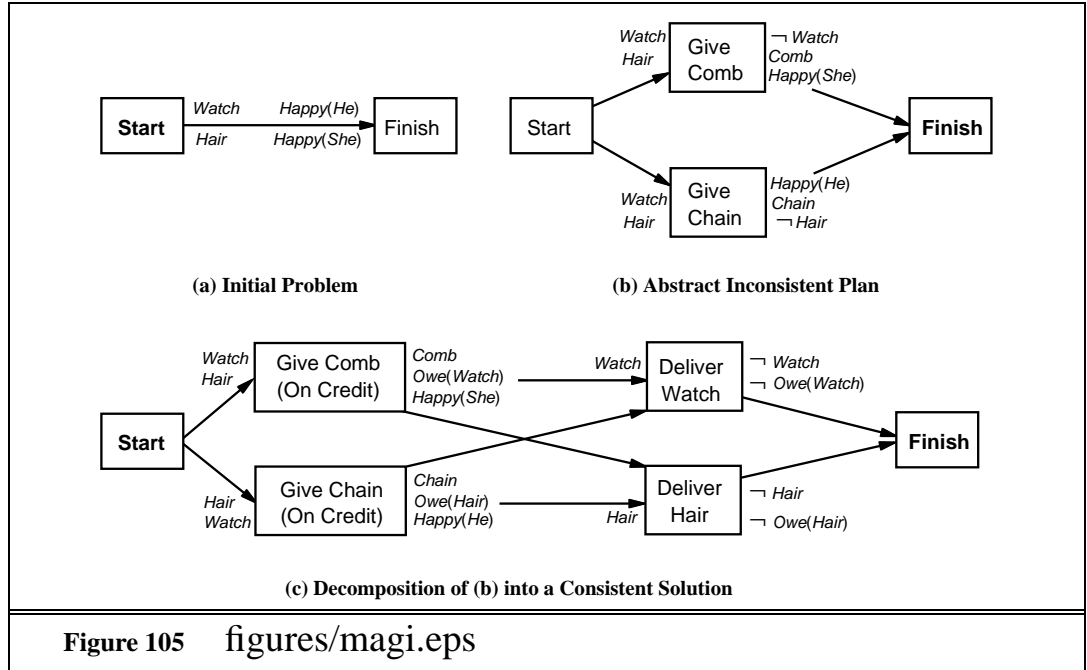 Watch
Happy(He)
Start
Finish
Hair
Happy(She)
(a) Initial Problem
Watch
Hair
Give
Comb
¬ Watch
Comb
Happy(She)
Start
Finish
Watch
Hair
Give
Chain
Happy(He)
Chain
¬ Hair
(b) Abstract Inconsistent Plan
Watch
Hair
Give Comb
(On Credit)
Comb
Owe(Watch)
Happy(She)
Watch
Deliver
Watch
¬ Watch
¬ Owe(Watch)
Start
Finish
Hair
Watch
Give Chain
(On Credit)
Chain
Owe(Hair)
Happy(He)
Hair
Deliver
Hair
¬ Hair
¬ Owe(Hair)
(c) Decomposition of (b) into a Consistent Solution
Figure 105 figures/magi.eps